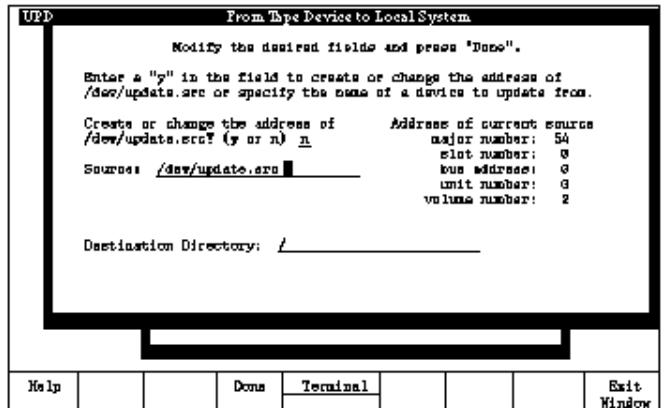 UPD From Tape Device to Local System
Modify the desired fields and press "Done".
Enter a "y" in the field to create or change the address of
/dev/update.src or specify the name of a device to update from.
Create or change the address of Address of current source
/dev/update.src? (y or n) n major number: 54
slot number: 0
Source: /dev/update.src bus address: 0
unit number: 0
volume number: 2
Destination Directory: /
Help Done Terminal Exit
Window